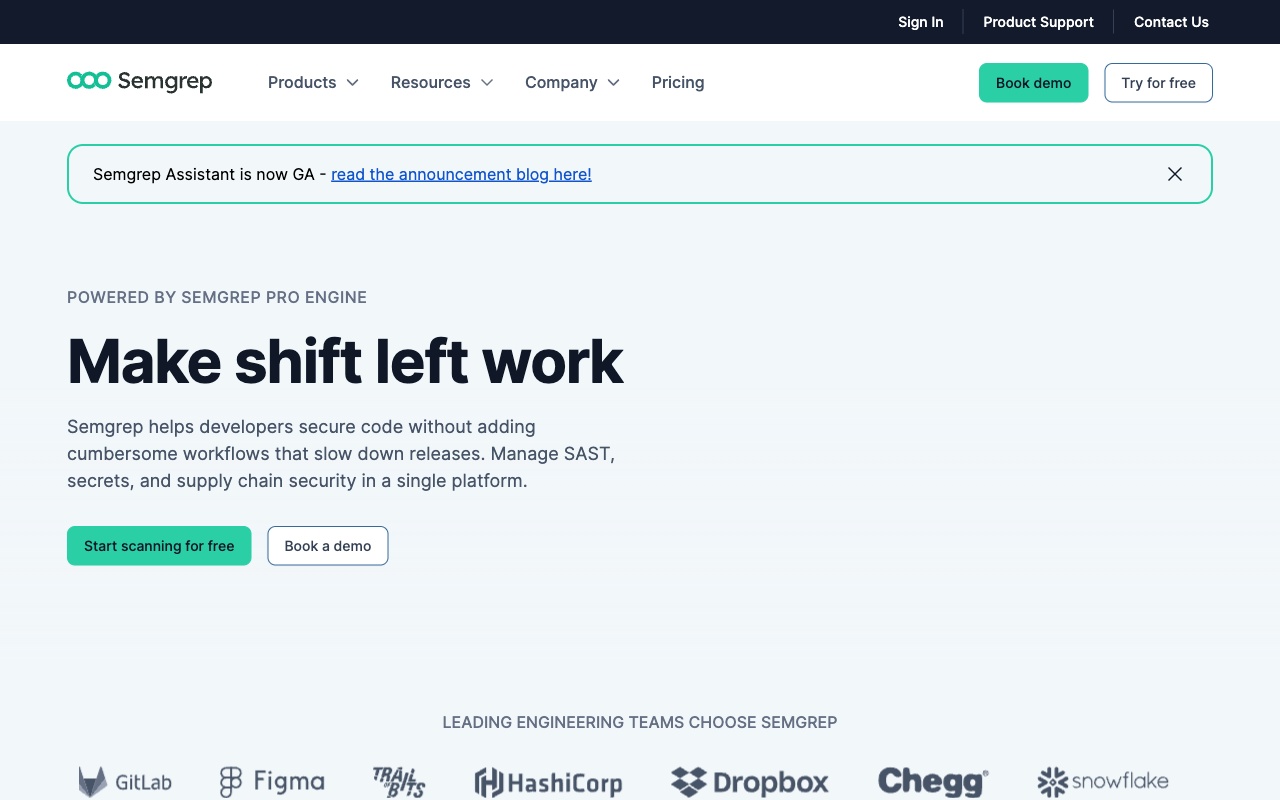 Sign In
Product Support
Contact Us
Semgrep
Products
Resources
Company
Pricing
Book demo
Try for free
Semgrep Assistant is now GA - read the announcement blog here!
POWERED BY SEMGREP PRO ENGINE
Make shift left work
Semgrep helps developers secure code without adding
cumbersome workflows that slow down releases. Manage SAST,
secrets, and supply chain security in a single platform.
Start scanning for free
Book a demo
LEADING ENGINEERING TEAMS CHOOSE SEMGREP
GitLab
Figma
TRAIL OF BITS
HashiCorp
Dropbox
Chegg®
snowflake